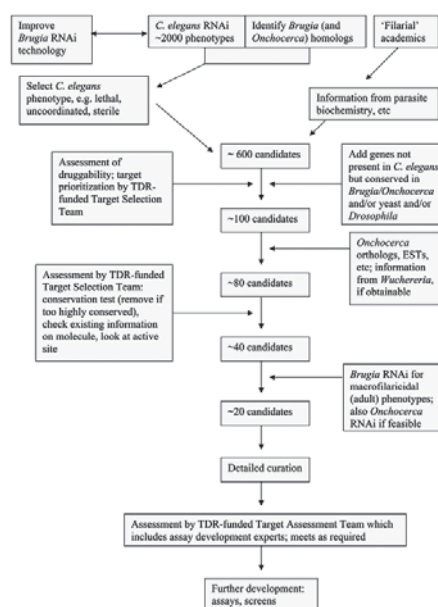 Improve
Brugia RNAi
technology
C. elegans RNAi
~2000 phenotypes
Identify Brugia (and
Onchocerca) homologs
‘Filarial’
academics
Select C. elegans
phenotype, e.g. lethal,
uncoordinated, sterile
Information from parasite
biochemistry, etc
~ 600 candidates
Assessment of
druggability; target
prioritization by TDR-
funded Target Selection
Team
Add genes not
present in C. elegans
but conserved in
Brugia/Onchocerca
and/or yeast and/or
Drosophila
~100 candidates
Onchocerca
orthologs, ESTs,
etc; information
from Wuchereria,
if obtainable
Assessment by TDR-funded
Target Selection Team:
conservation test (remove if
too highly conserved),
check existing information
on molecule, look at active
site
~80 candidates
~40 candidates
Brugia RNAi for
macrofilaricidal
(adult) phenotypes;
also Onchocerca
RNAi if feasible
~20 candidates
Detailed curation
Assessment by TDR-funded Target Assessment Team which
includes assay development experts; meets as required
Further development:
assays, screens